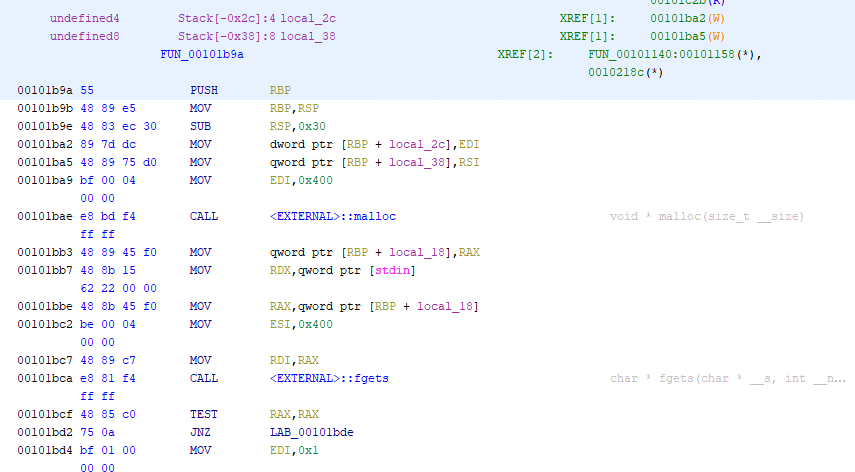 00101c2b(R)
undefined4 Stack[-0x2c]:4 local_2c XREF[1]: 00101ba2(W)
undefined8 Stack[-0x38]:8 local_38 XREF[1]: 00101ba5(W)
FUN_00101b9a XREF[2]: FUN_00101140:00101158(*),
0010218c(*)
00101b9a 55 PUSH RBP
00101b9b 48 89 e5 MOV RBP,RSP
00101b9e 48 83 ec 30 SUB RSP,0x30
00101ba2 89 7d dc MOV dword ptr [RBP + local_2c],EDI
00101ba5 48 89 75 d0 MOV qword ptr [RBP + local_38],RSI
00101ba9 bf 00 04 MOV EDI,0x400
00 00
00101bae e8 bd f4 CALL <EXTERNAL>::malloc void * malloc(size_t __size)
ff ff
00101bb3 48 89 45 f0 MOV qword ptr [RBP + local_18],RAX
00101bb7 48 8b 15 MOV RDX,qword ptr [stdin]
62 22 00 00
00101bbe 48 8b 45 f0 MOV RAX,qword ptr [RBP + local_18]
00101bc2 be 00 04 MOV ESI,0x400
00 00
00101bc7 48 89 c7 MOV RDI,RAX
00101bca e8 81 f4 CALL <EXTERNAL>::fgets char * fgets(char * __s, int __n...
ff ff
00101bcf 48 85 c0 TEST RAX,RAX
00101bd2 75 0a JNZ LAB_00101bde
00101bd4 bf 01 00 MOV EDI,0x1
00 00